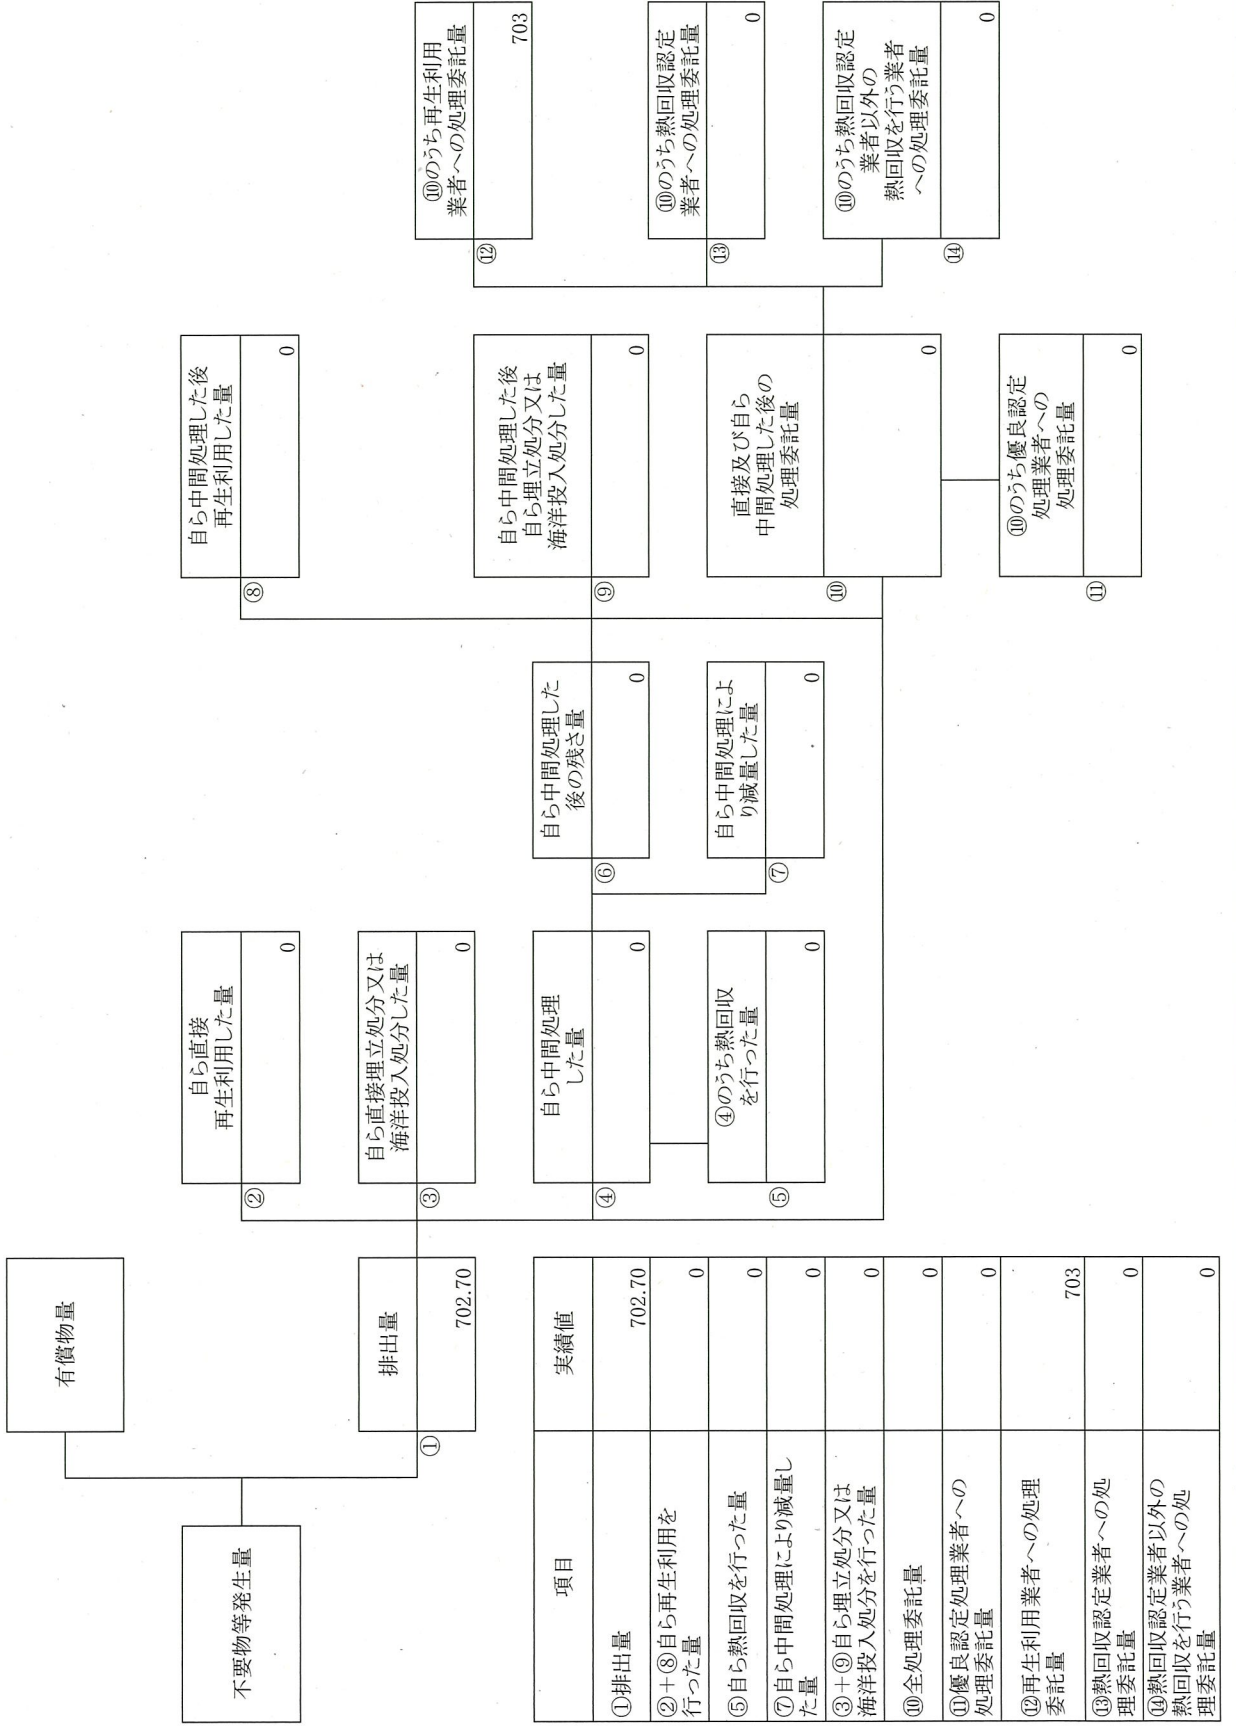 不要物等発生量
有償物量
排出量
①
702.70
自ら直接
再生利用した量
②
0
自ら直接埋立処分又は
海洋投入処分した量
③
0
自ら中間処理
した量
④
0
④のうち熱回収
を行った量
⑤
0
自ら中間処理した
後の残さ量
⑥
0
自ら中間処理によ
り減量した量
⑦
0
自ら中間処理した後
再生利用した量
⑧
0
自ら中間処理した後
自ら埋立処分又は
海洋投入処分した量
⑨
0
直接及び自ら
中間処理した後の
処理委託量
⑩
0
⑩のうち優良認定
処理業者への
処理委託量
⑪
0
⑩のうち再生利用
業者への処理委託量
⑫
703
⑩のうち熱回収認定
業者への処理委託量
⑬
0
⑩のうち熱回収認定
業者以外の
熱回収を行う業者
への処理委託量
⑭
0
項目 実績値
①排出量 702.70
②+⑧自ら再生利用を
行った量 0
⑤自ら熱回収を行った量 0
⑦自ら中間処理により減量し
た量 0
③+⑨自ら埋立処分又は
海洋投入処分を行った量 0
⑩全処理委託量 0
⑪優良認定処理業者への
処理委託量 0
⑫再生利用業者への処理
委託量 703
⑬熱回収認定業者への処
理委託量 0
⑭熱回収認定業者以外の
熱回収を行う業者への処
理委託量 0